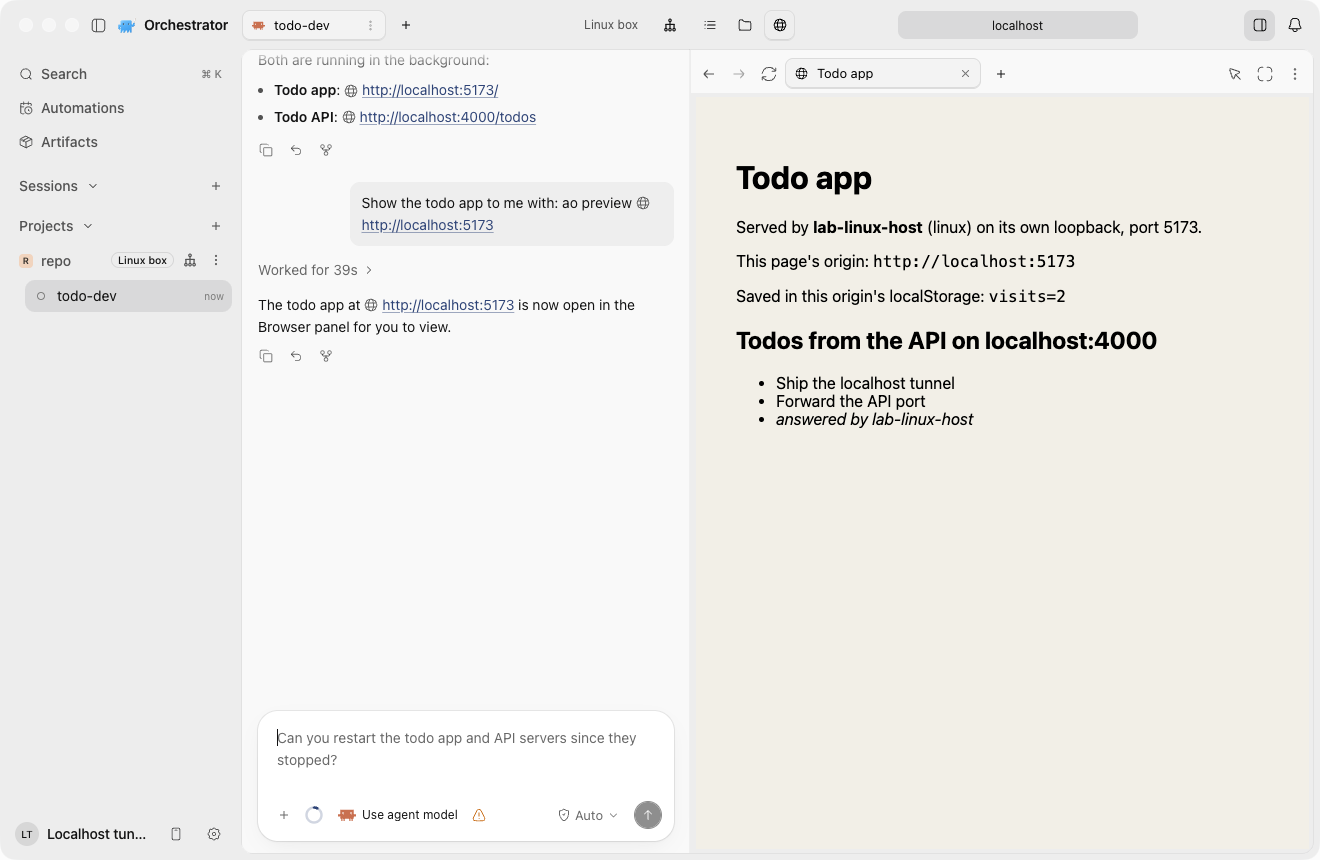 Orchestrator
todo-dev
Linux box
localhost
Search ⌘ K
Automations
Artifacts
Sessions
Projects
R repo Linux box
todo-dev now
LT Localhost tun...
Both are running in the background:
• Todo app: http://localhost:5173/
• Todo API: http://localhost:4000/todos
Show the todo app to me with: ao preview
http://localhost:5173
Worked for 39s
The todo app at http://localhost:5173 is now open in the
Browser panel for you to view.
Can you restart the todo app and API servers since they
stopped?
Use agent model
Auto
Todo app
Todo app
Served by lab-linux-host (linux) on its own loopback, port 5173.
This page's origin: http://localhost:5173
Saved in this origin's localStorage: visits=2
Todos from the API on localhost:4000
• Ship the localhost tunnel
• Forward the API port
• answered by lab-linux-host